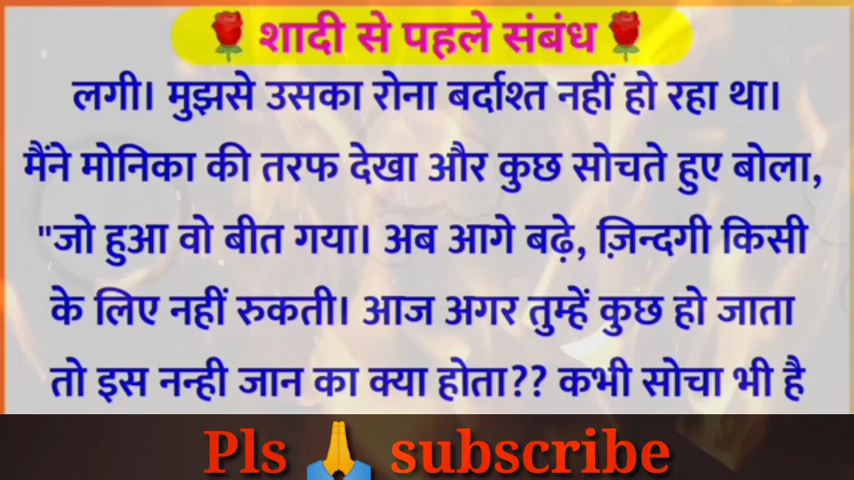 🌹शादी से पहले संबंध🌹
लगी। मुझसे उसका रोना बर्दाश्त नहीं हो रहा था।
मैंने मोनिका की तरफ देखा और कुछ सोचते हुए बोला,
"जो हुआ वो बीत गया। अब आगे बढ़े, ज़िन्दगी किसी
के लिए नहीं रुकती। आज अगर तुम्हें कुछ हो जाता
तो इस नन्ही जान का क्या होता?? कभी सोचा भी है
Pls 🙏 subscribe